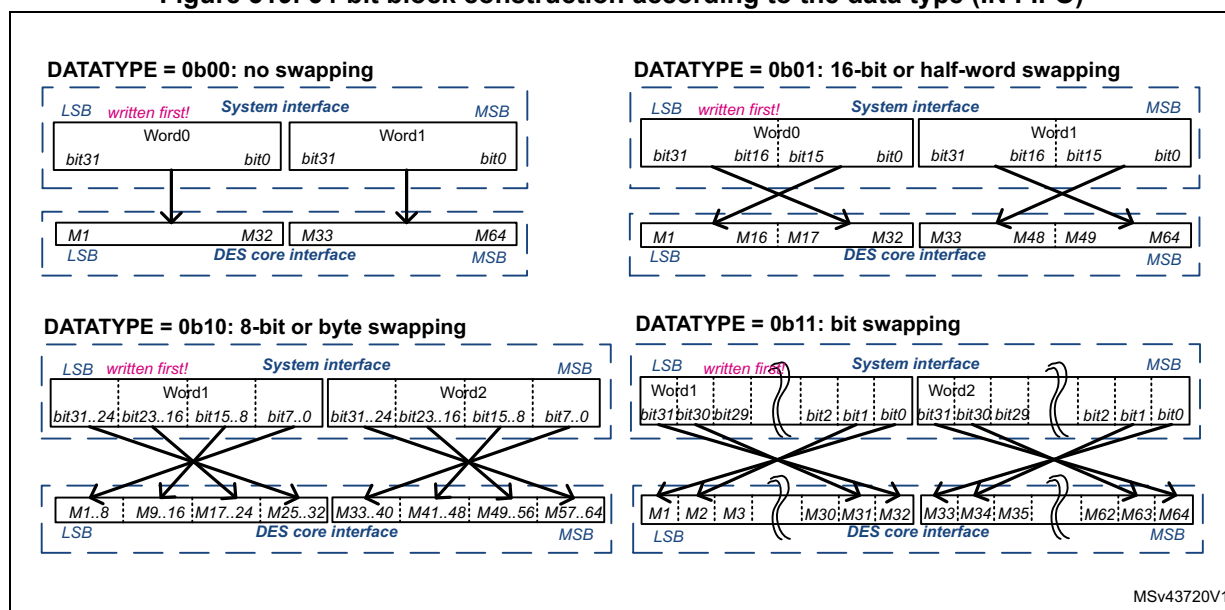 DATATYPE = 0b00: no swapping
LSB written first! System interface MSB
Word0 Word1
bit31 bit0 bit31 bit0
M1 M32 M33 M64
LSB DES core interface MSB
DATATYPE = 0b01: 16-bit or half-word swapping
LSB written first! System interface MSB
Word0 Word1
bit31 bit16 bit15 bit0 bit31 bit16 bit15 bit0
M1 M16 M17 M32 M33 M48 M49 M64
LSB DES core interface MSB
DATATYPE = 0b10: 8-bit or byte swapping
LSB written first! System interface MSB
Word1 Word2
bit31..24 bit23..16 bit15..8 bit7..0 bit31..24 bit23..16 bit15..8 bit7..0
M1..8 M9..16 M17..24 M25..32 M33..40 M41..48 M49..56 M57..64
LSB DES core interface MSB
DATATYPE = 0b11: bit swapping
LSB written first! System interface MSB
Word1 Word2
bit31 bit30 bit29 bit2 bit1 bit0 bit31 bit30 bit29 bit2 bit1 bit0
M1 M2 M3 M30 M31 M32 M33 M34 M35 M62 M63 M64
LSB DES core interface MSB
MSv43720V1